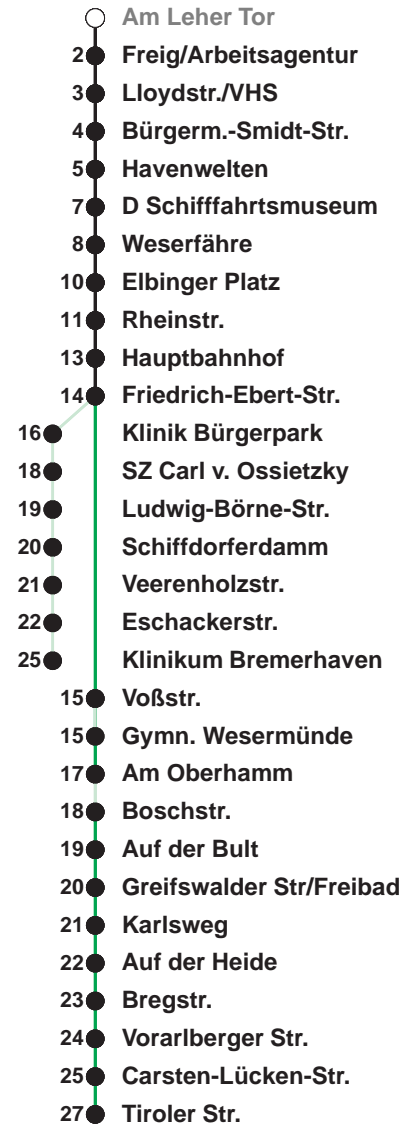 Am Leher Tor
2 Freig/Arbeitsagentur
3 Lloydstr./VHS
4 Bürgerm.-Smidt-Str.
5 Havenwelten
7 D Schifffahrtsmuseum
8 Weserfähre
10 Elbinger Platz
11 Rheinstr.
13 Hauptbahnhof
14 Friedrich-Ebert-Str.
16 Klinik Bürgerpark
18 SZ Carl v. Ossietzky
19 Ludwig-Börne-Str.
20 Schiffdorferdamm
21 Veerenholzstr.
22 Eschackerstr.
25 Klinikum Bremerhaven
15 Voßstr.
15 Gymn. Wesermünde
17 Am Oberhamm
18 Boschstr.
19 Auf der Bult
20 Greifswalder Str/Freibad
21 Karlsweg
22 Auf der Heide
23 Bregstr.
24 Vorarlberger Str.
25 Carsten-Lücken-Str.
27 Tiroler Str.